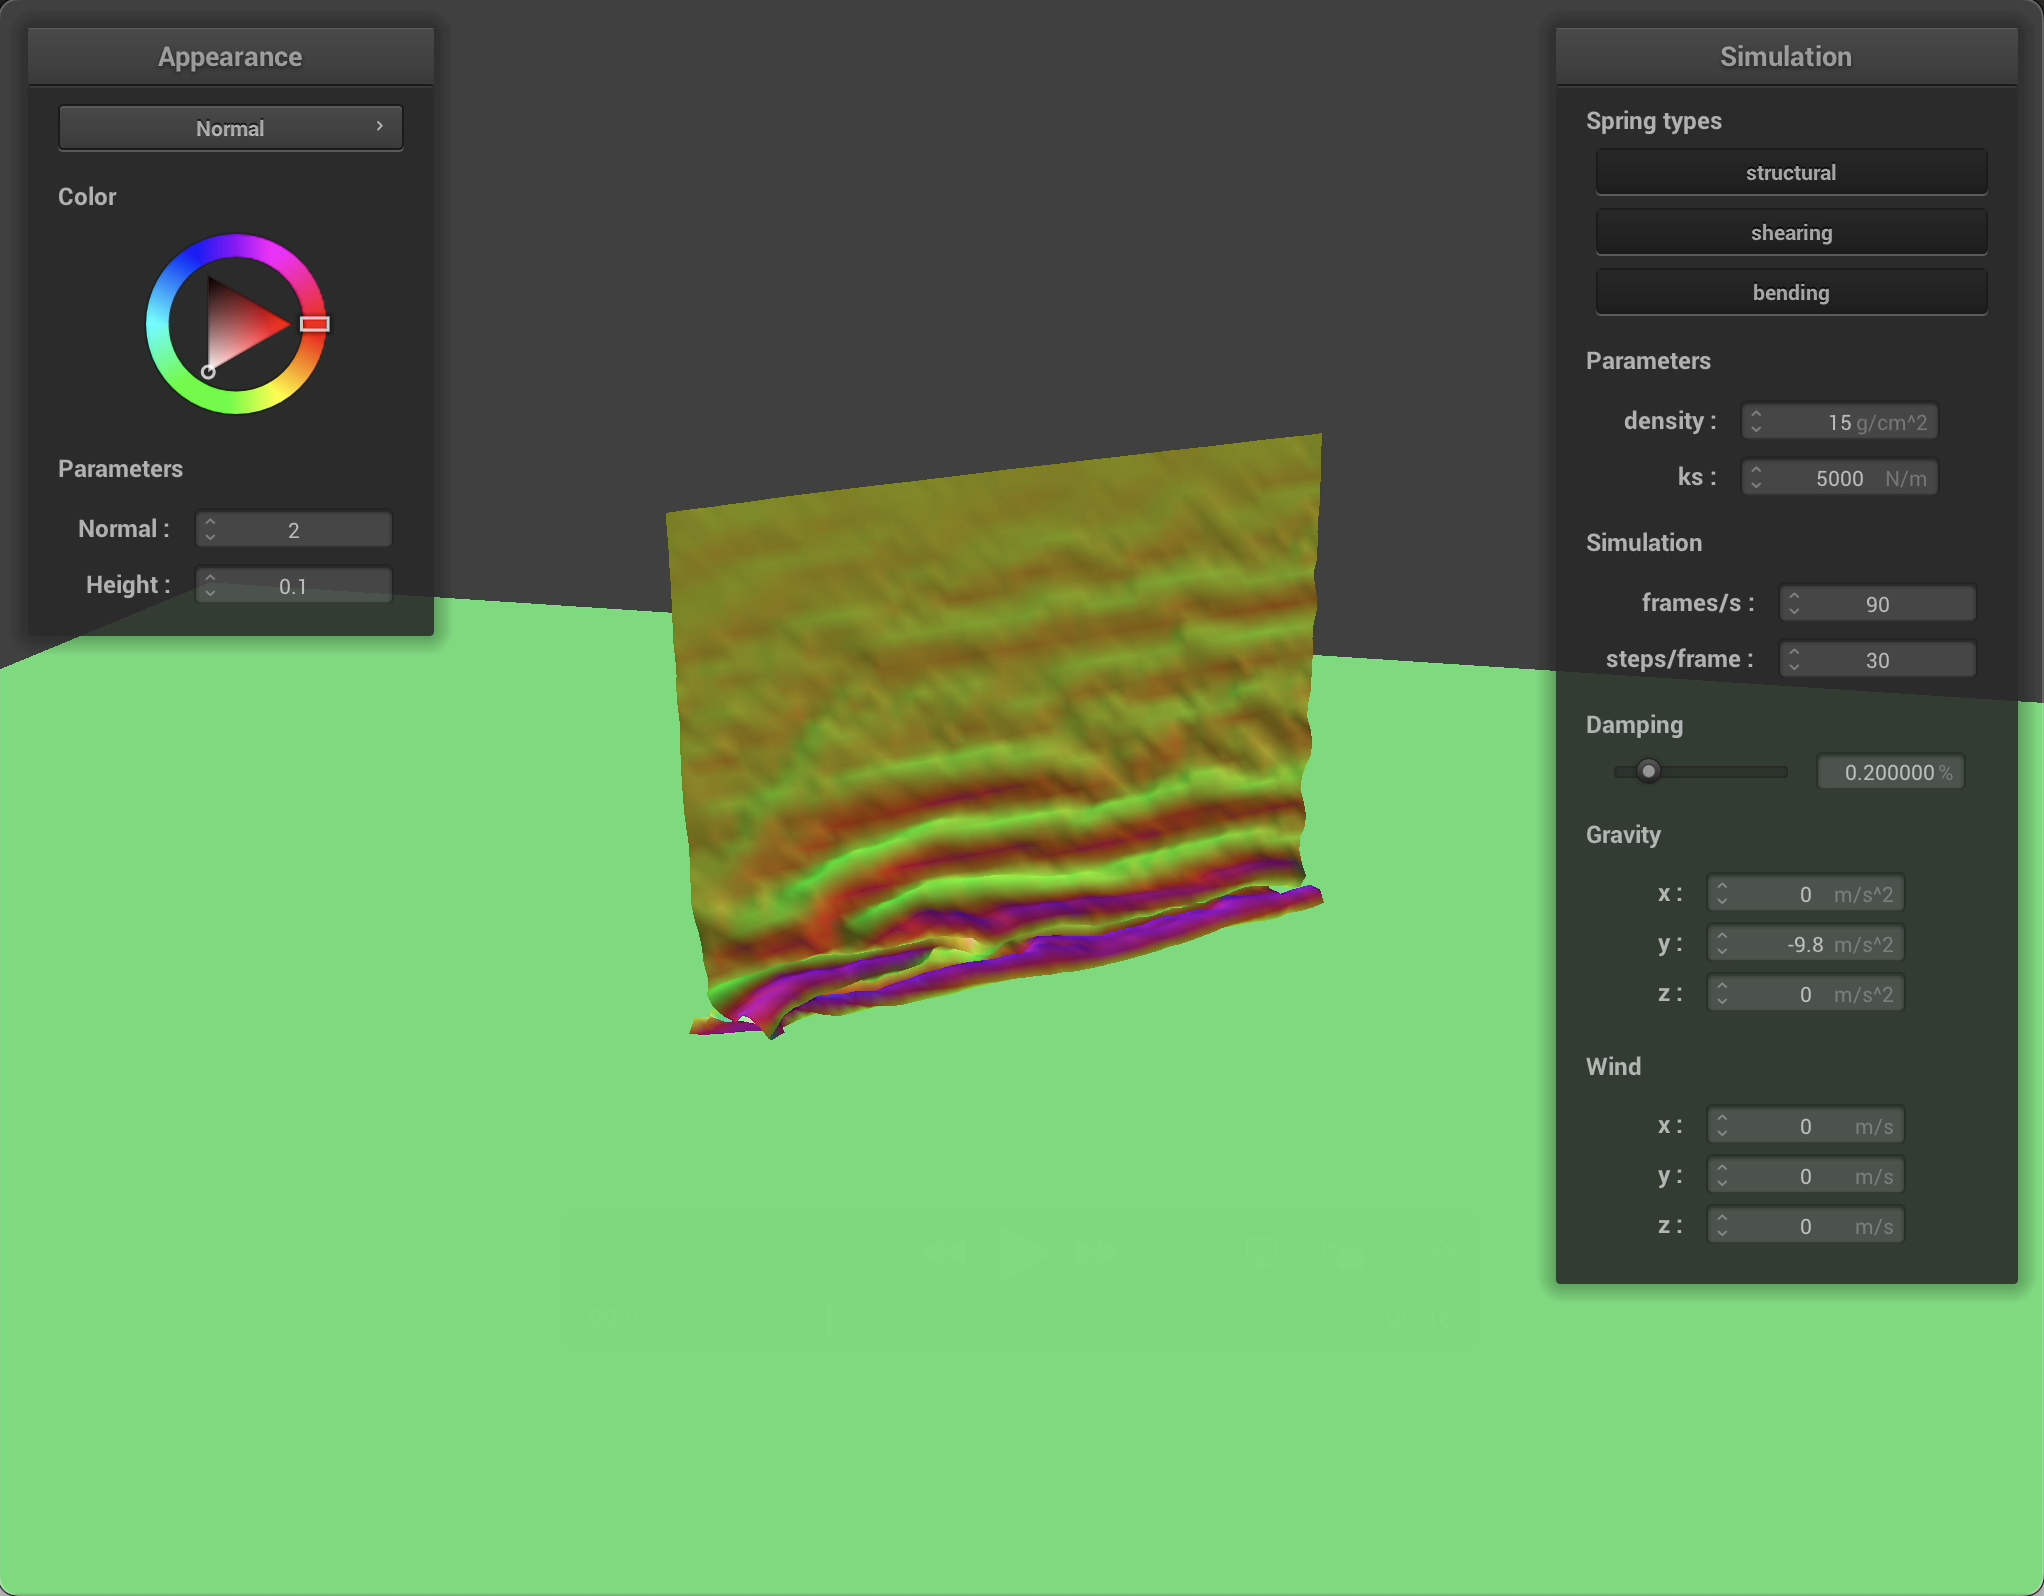 Appearance
Normal
Color
Parameters
Normal : 2
Height : 0.1
Simulation
Spring types
structural
shearing
bending
Parameters
density : 15 g/cm^2
ks : 5000 N/m
Simulation
frames/s : 90
steps/frame : 30
Damping
0.200000 %
Gravity
x : 0 m/s^2
y : -9.8 m/s^2
z : 0 m/s^2
Wind
x : 0 m/s
y : 0 m/s
z : 0 m/s